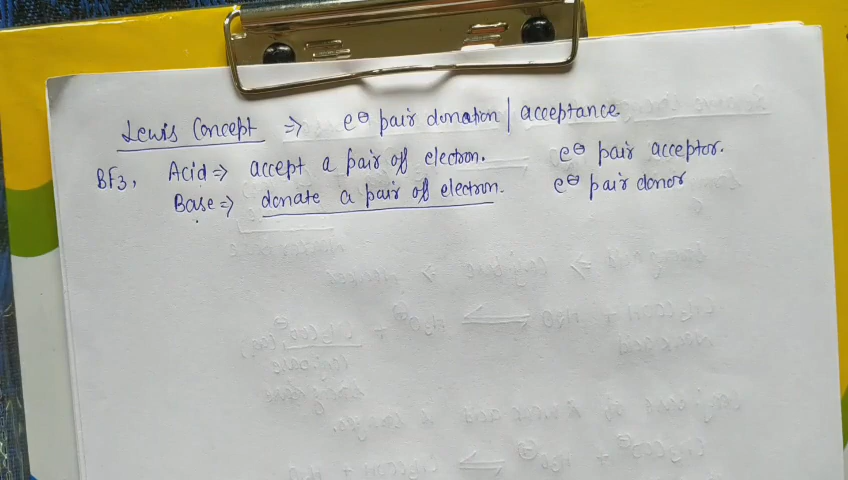 Lewis Concept ⇒ e⊖ pair donation | acceptance.
BF3, Acid ⇒ accept a pair of electron. e⊖ pair acceptor.
Base ⇒ donate a pair of electron. e⊖ pair donor